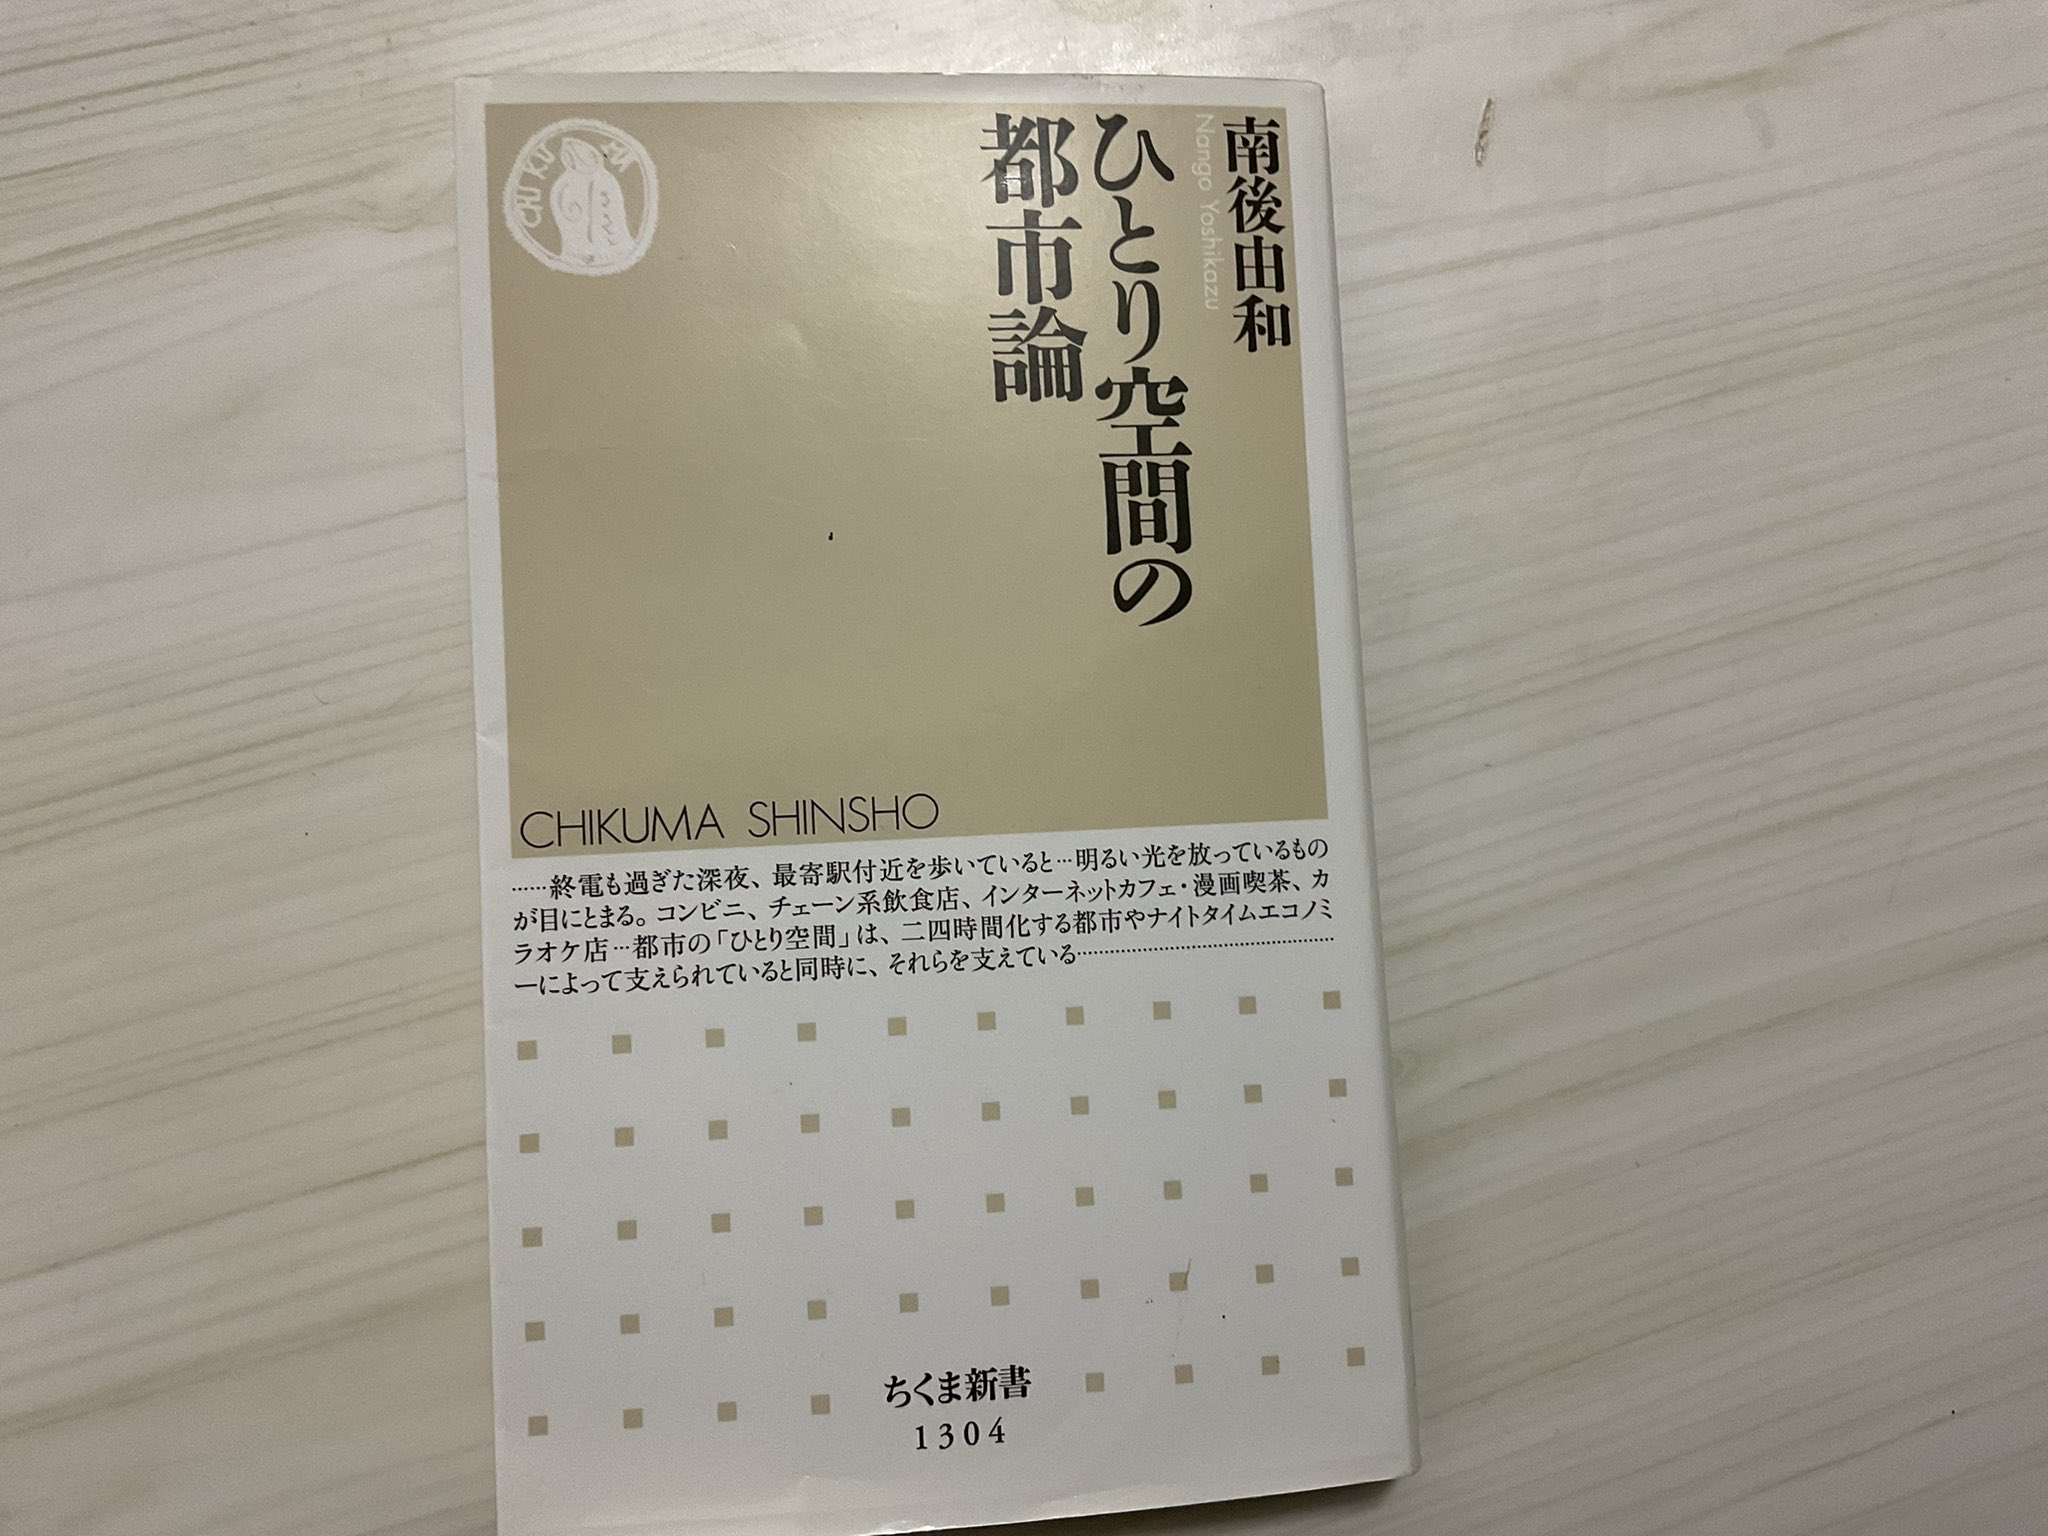 南後由和
Nango Yoshikazu
ひとり空間の
都市論
CHIKUMA SHINSHO
……終電も過ぎた深夜、最寄駅付近を歩いていると…明るい光を放っているもの
が目にとまる。コンビニ、チェーン系飲食店、インターネットカフェ・漫画喫茶、カ
ラオケ店…都市の「ひとり空間」は、二四時間化する都市やナイトタイムエコノミ
ーによって支えられていると同時に、それらを支えている……………………………………
ちくま新書
1304